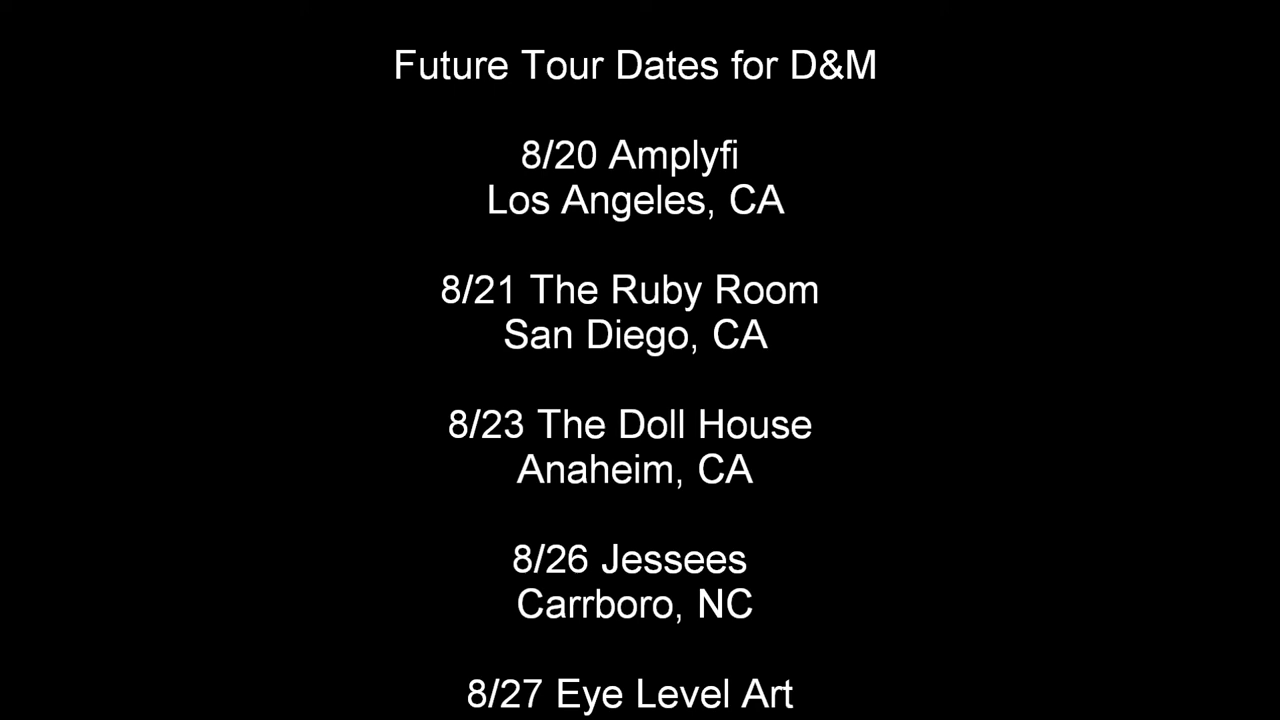 Future Tour Dates for D&M
8/20 Amplyfi
Los Angeles, CA
8/21 The Ruby Room
San Diego, CA
8/23 The Doll House
Anaheim, CA
8/26 Jessees
Carrboro, NC
8/27 Eye Level Art